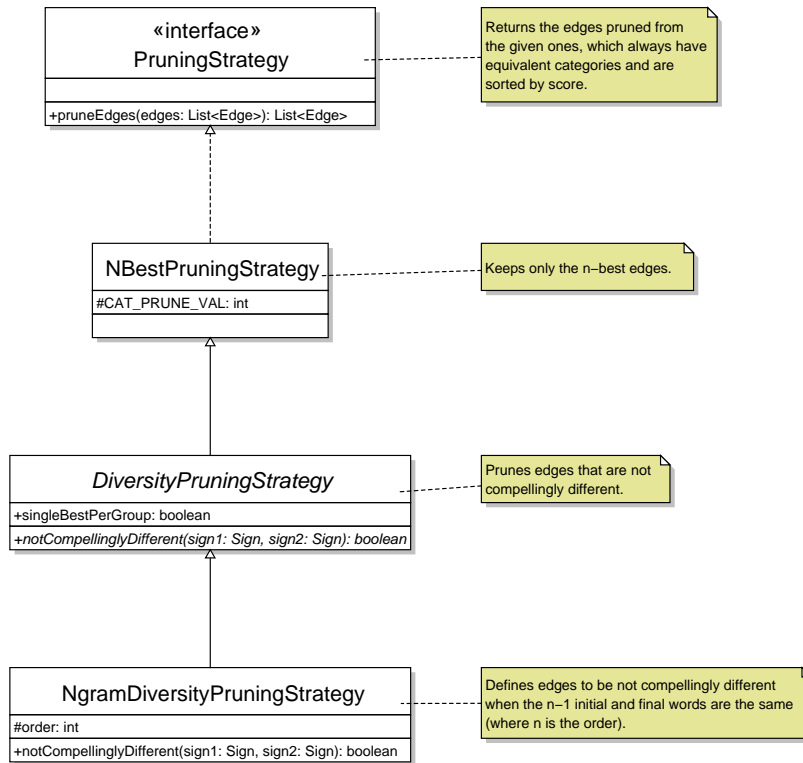 «interface»
PruningStrategy
+pruneEdges(edges: List<Edge>): List<Edge>
Returns the edges pruned from
the given ones, which always have
equivalent categories and are
sorted by score.
NBestPruningStrategy
#CAT_PRUNE_VAL: int
Keeps only the n−best edges.
DiversityPruningStrategy
+singleBestPerGroup: boolean
+notCompellinglyDifferent(sign1: Sign, sign2: Sign): boolean
Prunes edges that are not
compellingly different.
NgramDiversityPruningStrategy
#order: int
+notCompellinglyDifferent(sign1: Sign, sign2: Sign): boolean
Defines edges to be not compellingly different
when the n−1 initial and final words are the same
(where n is the order).